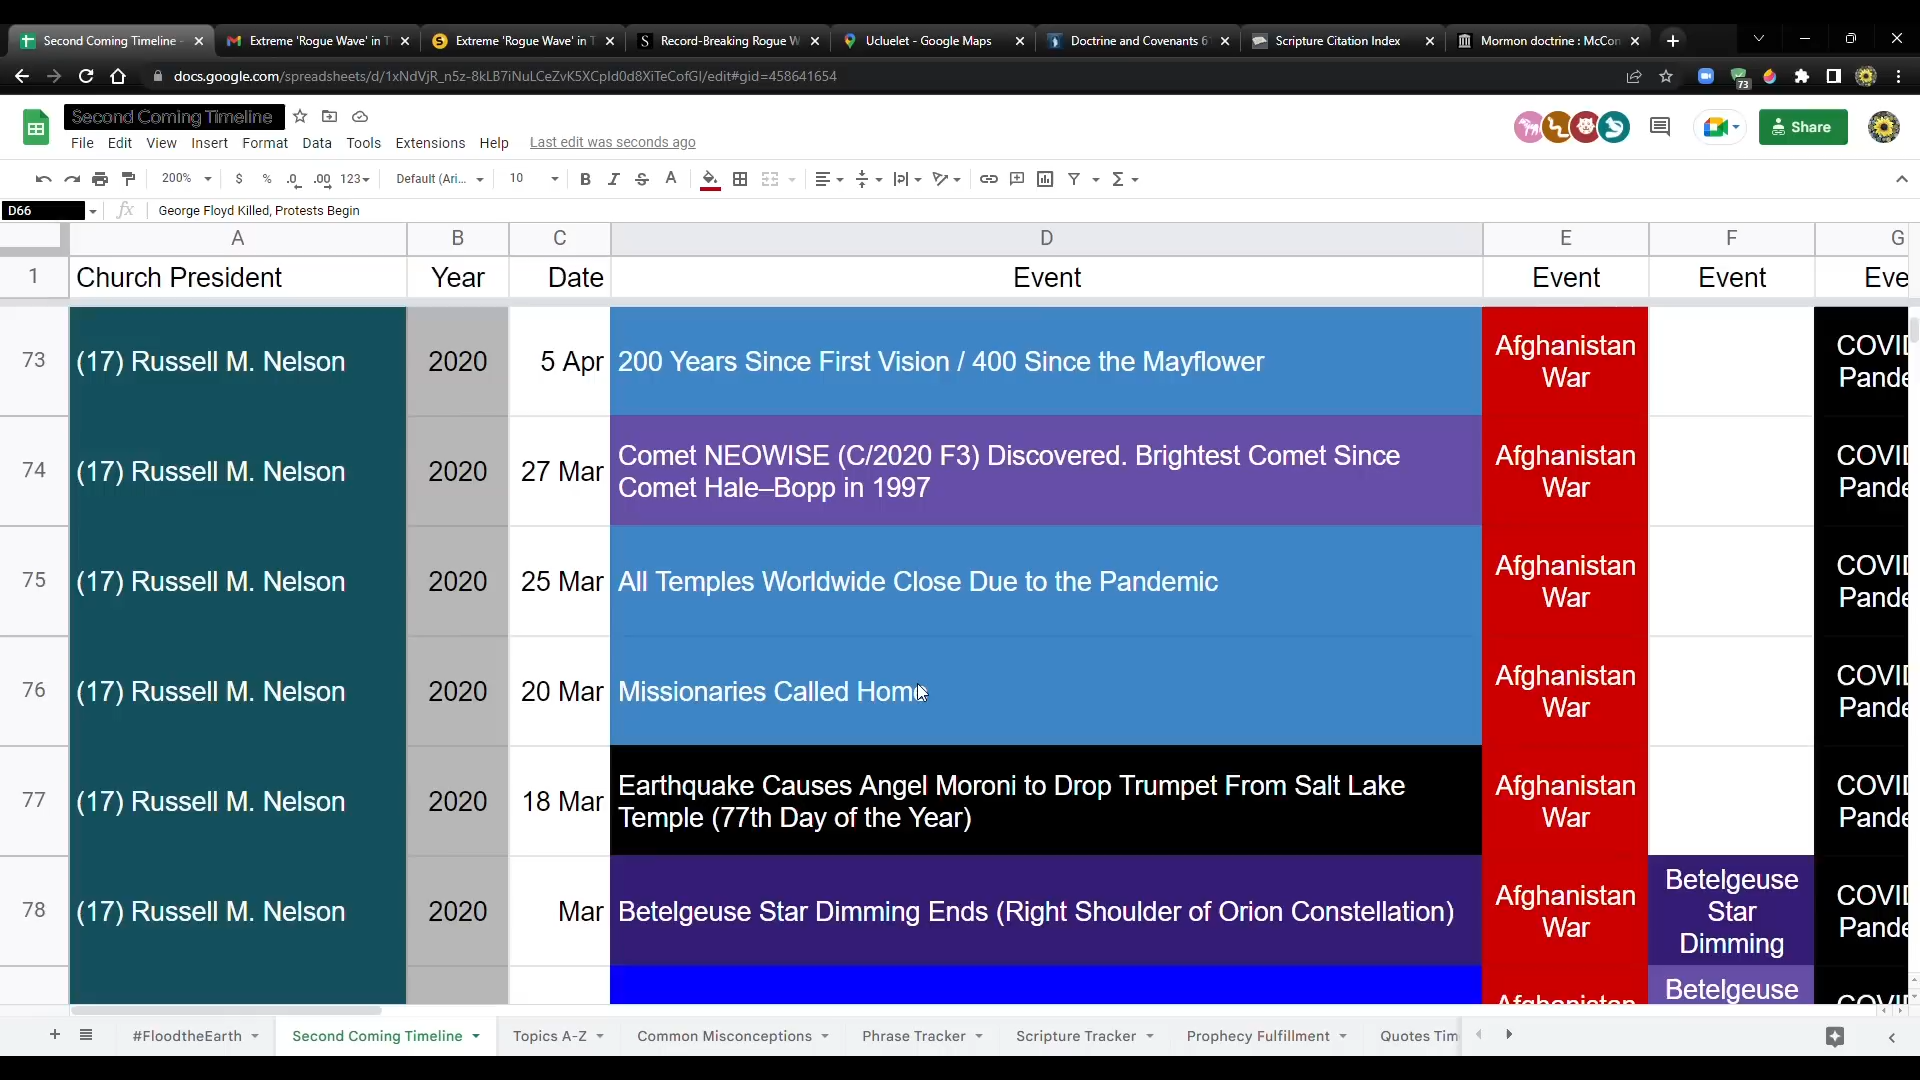 Second Coming Timeline
Extreme 'Rogue Wave' in T
Extreme 'Rogue Wave' in T
Record-Breaking Rogue W
Ucluelet - Google Maps
Doctrine and Covenants 6
Scripture Citation Index
Mormon doctrine : McCon
docs.google.com/spreadsheets/d/1xNdVjR_n5z-8kLB7iNuLCeZvK5XCpld0d8XiTeCofGI/edit#gid=458641654
73
Second Coming Timeline
File Edit View Insert Format Data Tools Extensions Help Last edit was seconds ago
Share
200% $ % .0 .00 123 Default (Ari... 10 B I S A
D66 fx George Floyd Killed, Protests Begin
A B C D E F G
1 Church President Year Date Event Event Event Eve
73 (17) Russell M. Nelson 2020 5 Apr 200 Years Since First Vision / 400 Since the Mayflower Afghanistan War COVID Pande
74 (17) Russell M. Nelson 2020 27 Mar Comet NEOWISE (C/2020 F3) Discovered. Brightest Comet Since
Comet Hale–Bopp in 1997 Afghanistan War COVID Pande
75 (17) Russell M. Nelson 2020 25 Mar All Temples Worldwide Close Due to the Pandemic Afghanistan War COVID Pande
76 (17) Russell M. Nelson 2020 20 Mar Missionaries Called Home Afghanistan War COVID Pande
77 (17) Russell M. Nelson 2020 18 Mar Earthquake Causes Angel Moroni to Drop Trumpet From Salt Lake
Temple (77th Day of the Year) Afghanistan War COVID Pande
78 (17) Russell M. Nelson 2020 Mar Betelgeuse Star Dimming Ends (Right Shoulder of Orion Constellation) Afghanistan War Betelgeuse Star Dimming COVID Pande
Afghanistan Betelgeuse COVID
#FloodtheEarth Second Coming Timeline Topics A-Z Common Misconceptions Phrase Tracker Scripture Tracker Prophecy Fulfillment Quotes Tim